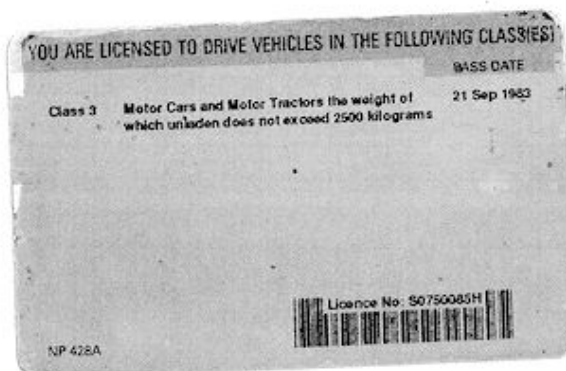 YOU ARE LICENSED TO DRIVE VEHICLES IN THE FOLLOWING CLASS(ES)
PASS DATE
Class 3 Motor Cars and Motor Tractors the weight of which unladen does not exceed 2500 kilograms 21 Sep 1983
Licence No: S0750085H
NP 428A